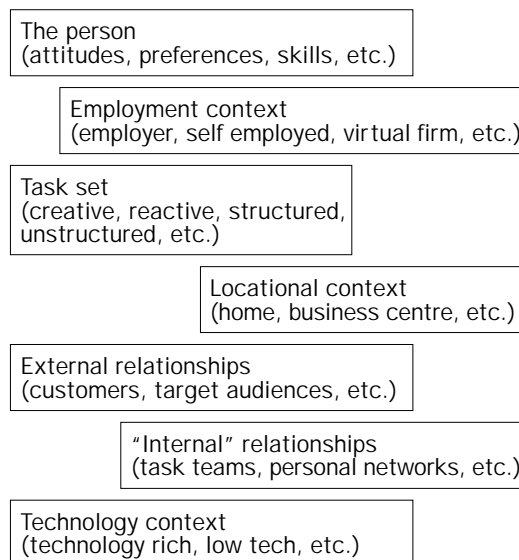 The person
(attitudes, preferences, skills, etc.)
Employment context
(employer, self employed, virtual firm, etc.)
Task set
(creative, reactive, structured,
unstructured, etc.)
Locational context
(home, business centre, etc.)
External relationships
(customers, target audiences, etc.)
“Internal” relationships
(task teams, personal networks, etc.)
Technology context
(technology rich, low tech, etc.)